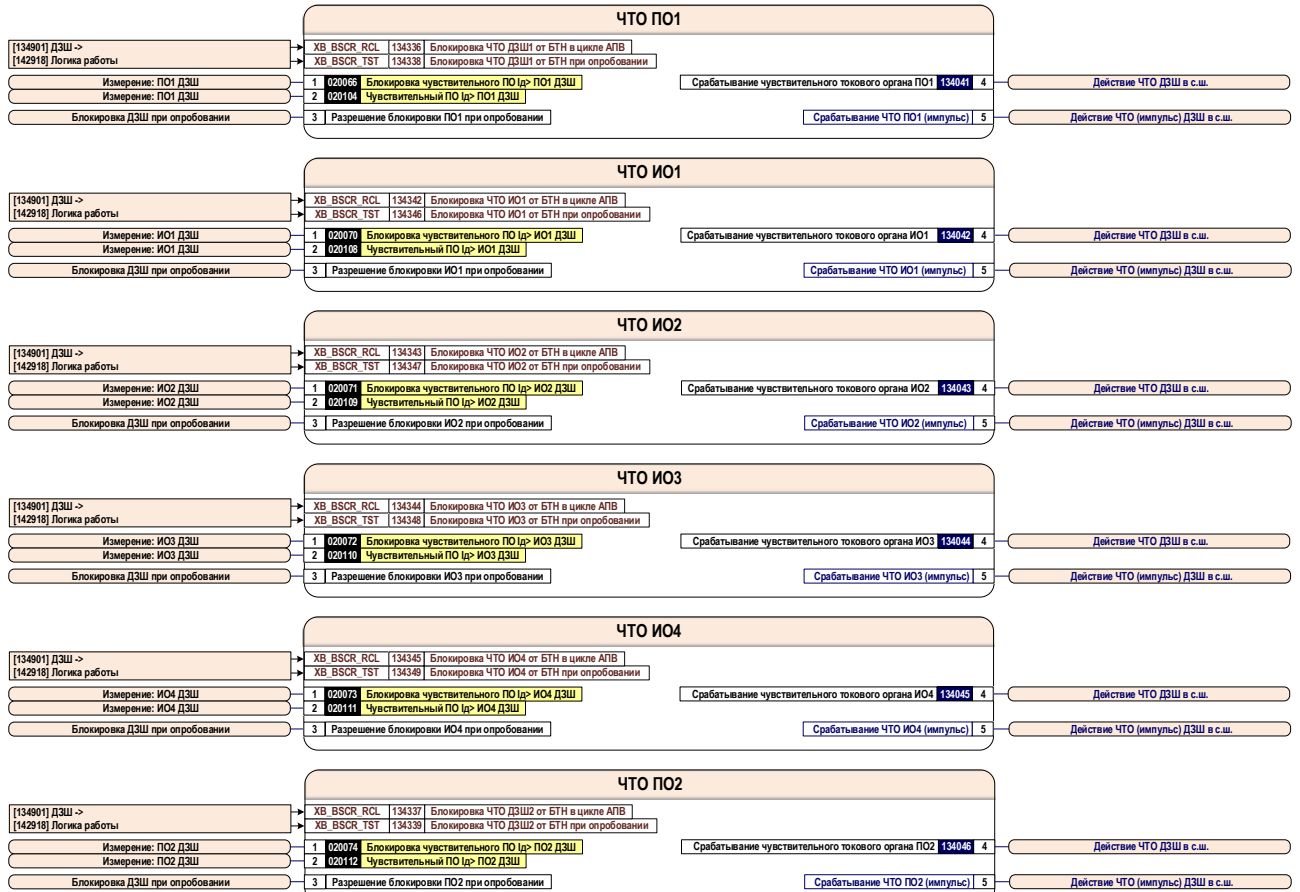 ЧТО ПО1
[134901] ДЗШ -> XB_BSCR_RCL 134336 Блокировка ЧТО ДЗШ1 от БТН в цикле АПВ
[142918] Логика работы XB_BSCR_TST 134338 Блокировка ЧТО ДЗШ1 от БТН при опробовании
Измерение: ПО1 ДЗШ 1 020066 Блокировка чувствительного ПО Iд> ПО1 ДЗШ Срабатывание чувствительного токового органа ПО1 134041 4 Действие ЧТО ДЗШ в с.ш.
Измерение: ПО1 ДЗШ 2 020104 Чувствительный ПО Iд> ПО1 ДЗШ
Блокировка ДЗШ при опробовании 3 Разрешение блокировки ПО1 при опробовании Срабатывание ЧТО ПО1 (импульс) 5 Действие ЧТО (импульс) ДЗШ в с.ш.
ЧТО ИО1
[134901] ДЗШ -> XB_BSCR_RCL 134342 Блокировка ЧТО ИО1 от БТН в цикле АПВ
[142918] Логика работы XB_BSCR_TST 134346 Блокировка ЧТО ИО1 от БТН при опробовании
Измерение: ИО1 ДЗШ 1 020070 Блокировка чувствительного ПО Iд> ИО1 ДЗШ Срабатывание чувствительного токового органа ИО1 134042 4 Действие ЧТО ДЗШ в с.ш.
Измерение: ИО1 ДЗШ 2 020108 Чувствительный ПО Iд> ИО1 ДЗШ
Блокировка ДЗШ при опробовании 3 Разрешение блокировки ИО1 при опробовании Срабатывание ЧТО ИО1 (импульс) 5 Действие ЧТО (импульс) ДЗШ в с.ш.
ЧТО ИО2
[134901] ДЗШ -> XB_BSCR_RCL 134343 Блокировка ЧТО ИО2 от БТН в цикле АПВ
[142918] Логика работы XB_BSCR_TST 134347 Блокировка ЧТО ИО2 от БТН при опробовании
Измерение: ИО2 ДЗШ 1 020071 Блокировка чувствительного ПО Iд> ИО2 ДЗШ Срабатывание чувствительного токового органа ИО2 134043 4 Действие ЧТО ДЗШ в с.ш.
Измерение: ИО2 ДЗШ 2 020109 Чувствительный ПО Iд> ИО2 ДЗШ
Блокировка ДЗШ при опробовании 3 Разрешение блокировки ИО2 при опробовании Срабатывание ЧТО ИО2 (импульс) 5 Действие ЧТО (импульс) ДЗШ в с.ш.
ЧТО ИО3
[134901] ДЗШ -> XB_BSCR_RCL 134344 Блокировка ЧТО ИО3 от БТН в цикле АПВ
[142918] Логика работы XB_BSCR_TST 134348 Блокировка ЧТО ИО3 от БТН при опробовании
Измерение: ИО3 ДЗШ 1 020072 Блокировка чувствительного ПО Iд> ИО3 ДЗШ Срабатывание чувствительного токового органа ИО3 134044 4 Действие ЧТО ДЗШ в с.ш.
Измерение: ИО3 ДЗШ 2 020110 Чувствительный ПО Iд> ИО3 ДЗШ
Блокировка ДЗШ при опробовании 3 Разрешение блокировки ИО3 при опробовании Срабатывание ЧТО ИО3 (импульс) 5 Действие ЧТО (импульс) ДЗШ в с.ш.
ЧТО ИО4
[134901] ДЗШ -> XB_BSCR_RCL 134345 Блокировка ЧТО ИО4 от БТН в цикле АПВ
[142918] Логика работы XB_BSCR_TST 134349 Блокировка ЧТО ИО4 от БТН при опробовании
Измерение: ИО4 ДЗШ 1 020073 Блокировка чувствительного ПО Iд> ИО4 ДЗШ Срабатывание чувствительного токового органа ИО4 134045 4 Действие ЧТО ДЗШ в с.ш.
Измерение: ИО4 ДЗШ 2 020111 Чувствительный ПО Iд> ИО4 ДЗШ
Блокировка ДЗШ при опробовании 3 Разрешение блокировки ИО4 при опробовании Срабатывание ЧТО ИО4 (импульс) 5 Действие ЧТО (импульс) ДЗШ в с.ш.
ЧТО ПО2
[134901] ДЗШ -> XB_BSCR_RCL 134337 Блокировка ЧТО ДЗШ2 от БТН в цикле АПВ
[142918] Логика работы XB_BSCR_TST 134339 Блокировка ЧТО ДЗШ2 от БТН при опробовании
Измерение: ПО2 ДЗШ 1 020074 Блокировка чувствительного ПО Iд> ПО2 ДЗШ Срабатывание чувствительного токового органа ПО2 134046 4 Действие ЧТО ДЗШ в с.ш.
Измерение: ПО2 ДЗШ 2 020112 Чувствительный ПО Iд> ПО2 ДЗШ
Блокировка ДЗШ при опробовании 3 Разрешение блокировки ПО2 при опробовании Срабатывание ЧТО ПО2 (импульс) 5 Действие ЧТО (импульс) ДЗШ в с.ш.